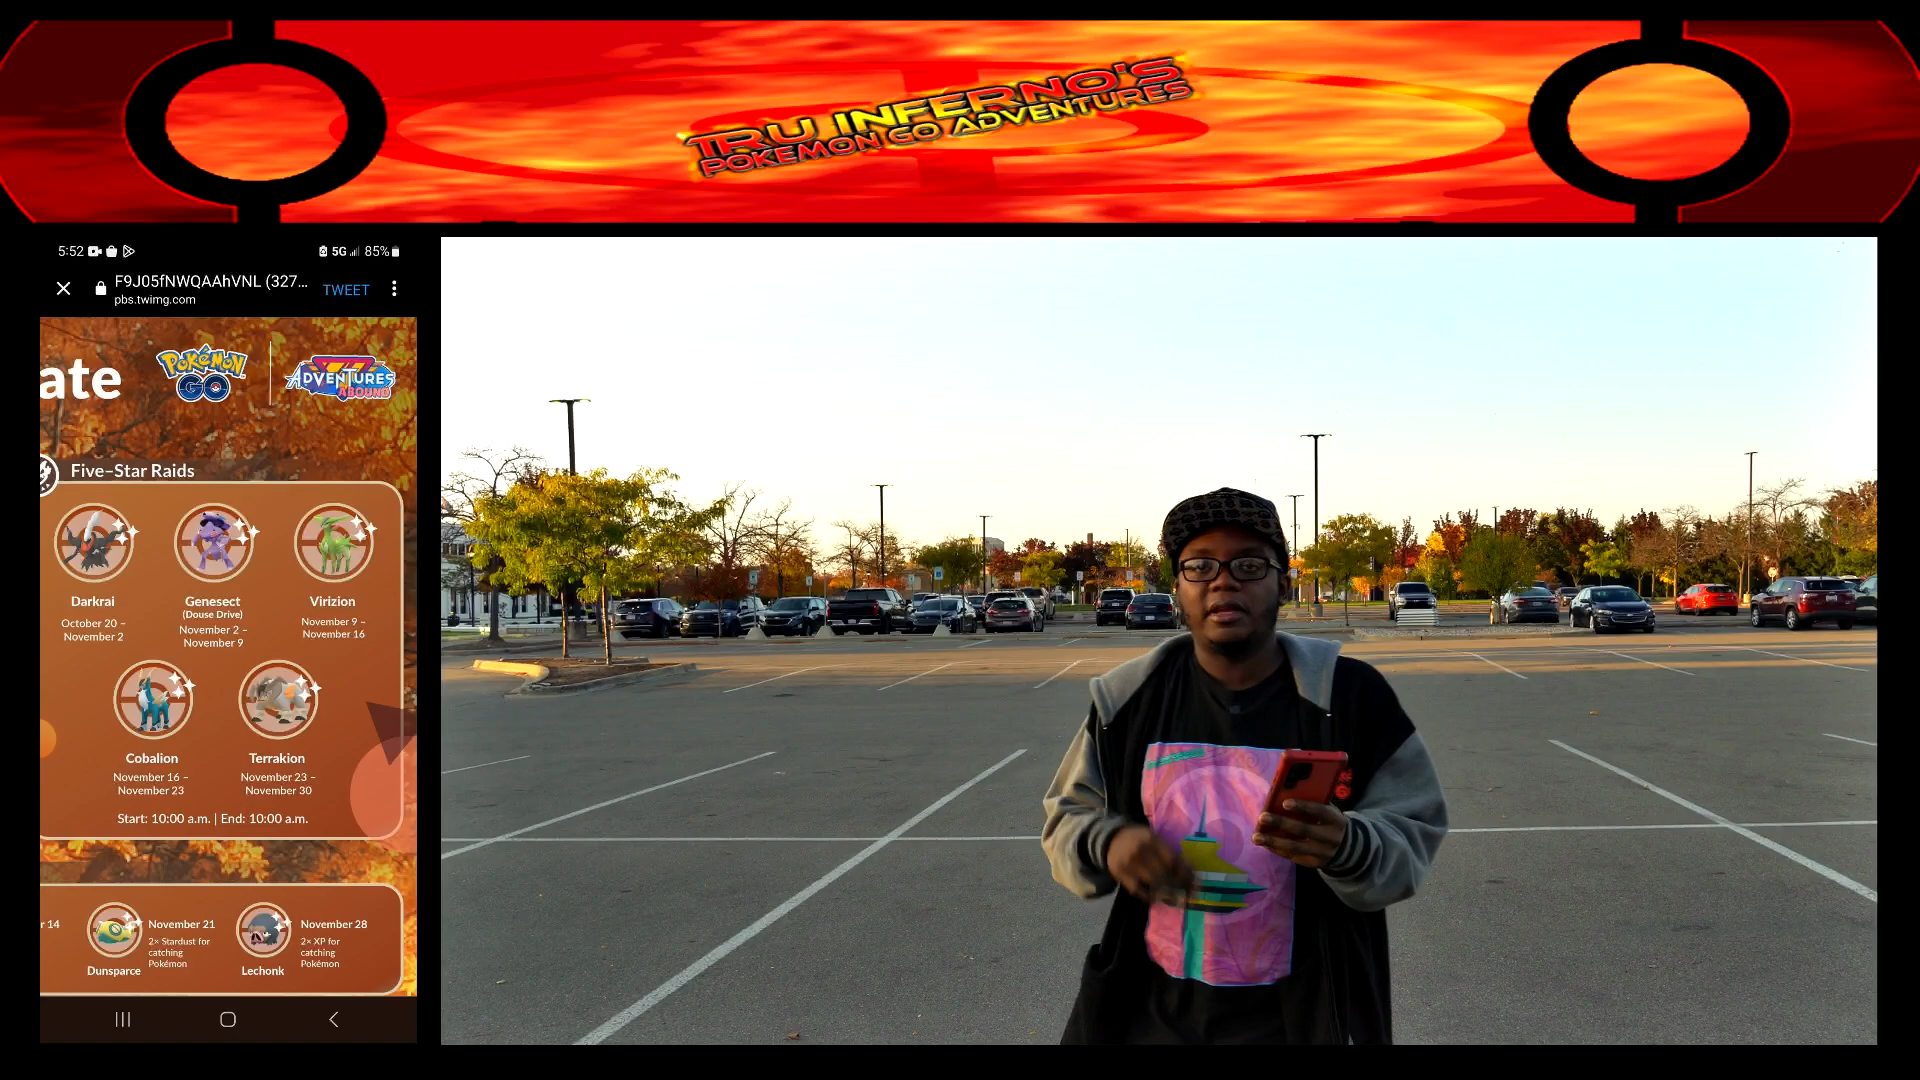 TRU INFERNO'S
POKEMON GO ADVENTURES
5:52
5G
85%
F9J05fNWQAAhVNL (327...
pbs.twimg.com
TWEET
ate
POKÉMON
GO
ADVENTURES
ABOUND
Five-Star Raids
Darkrai
October 20 –
November 2
Genesect
(Douse Drive)
November 2 –
November 9
Virizion
November 9 –
November 16
Cobalion
November 16 –
November 23
Terrakion
November 23 –
November 30
Start: 10:00 a.m. | End: 10:00 a.m.
r 14
Dunsparce
November 21
2× Stardust for
catching
Pokémon
Lechonk
November 28
2× XP for
catching
Pokémon